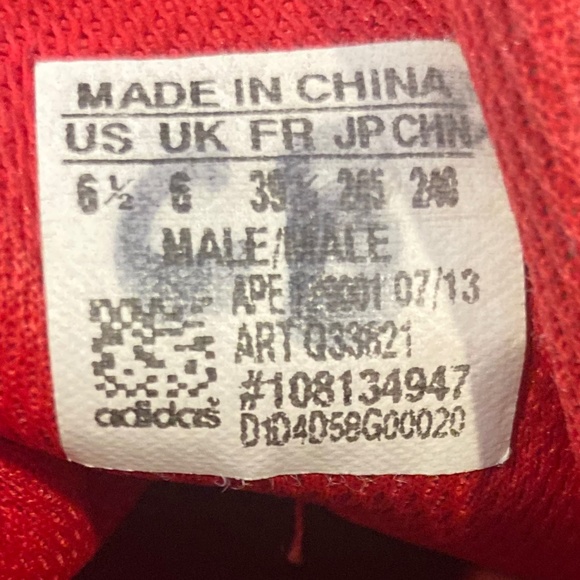 MADE IN CHINA
US UK FR JP CHN
6½ 6
MALE/MALE
APE 07/13
ART Q33621
#108134947
D1D4D58G00020
adidas